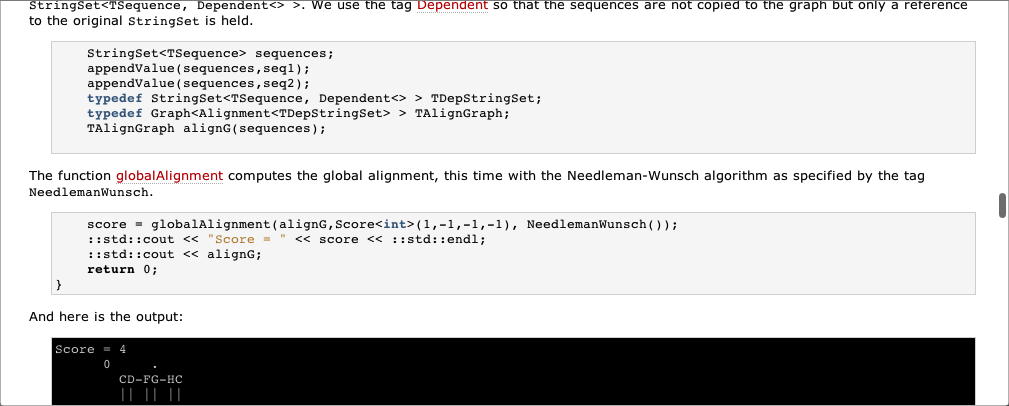 StringSet<TSequence, Dependent<> >. We use the tag Dependent so that the sequences are not copied to the graph but only a reference
to the original StringSet is held.
StringSet<TSequence> sequences;
appendValue(sequences,seq1);
appendValue(sequences,seq2);
typedef StringSet<TSequence, Dependent<> > TDepStringSet;
typedef Graph<Alignment<TDepStringSet> > TAlignGraph;
TAlignGraph alignG(sequences);
The function globalAlignment computes the global alignment, this time with the Needleman-Wunsch algorithm as specified by the tag
NeedlemanWunsch.
score = globalAlignment(alignG,Score<int>(1,-1,-1,-1), NeedlemanWunsch());
::std::cout << "Score = " << score << ::std::endl;
::std::cout << alignG;
return 0;
}
And here is the output:
Score = 4
0     .
CD-FG-HC
|| || ||